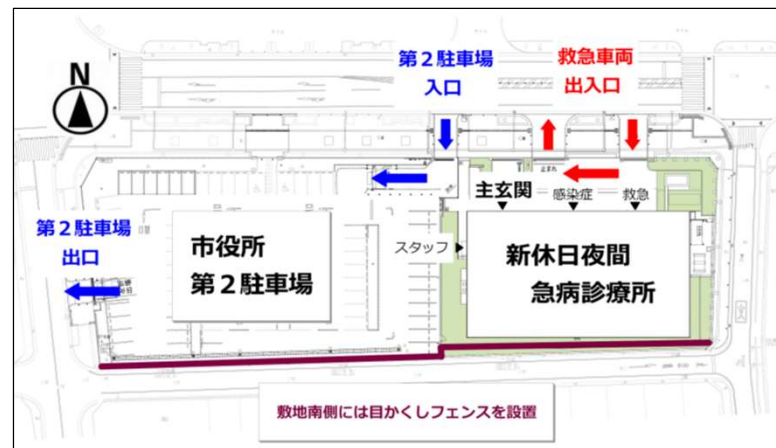 N
第２駐車場
入口
救急車両
出入口
主玄関
感染症
救急
第２駐車場
出口
市役所
第２駐車場
スタッフ
新休日夜間
急病診療所
敷地南側には目かくしフェンスを設置